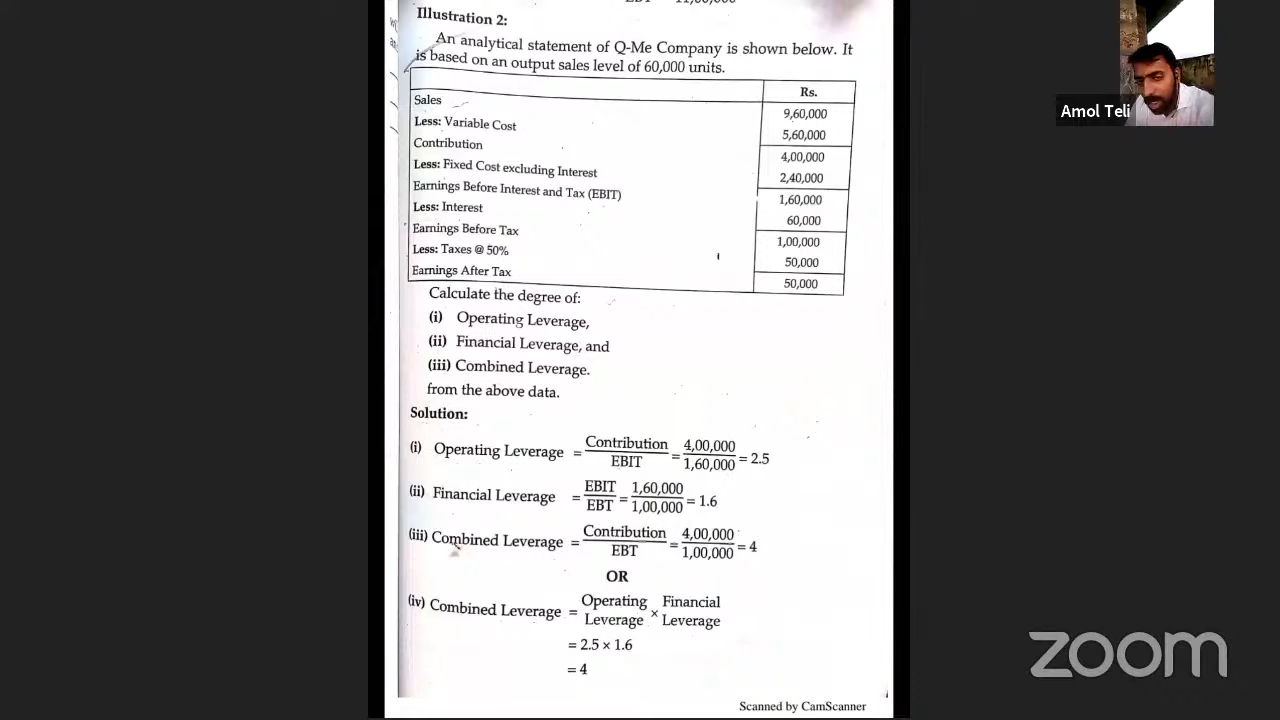 Illustration 2:
An analytical statement of Q-Me Company is shown below. It
is based on an output sales level of 60,000 units.
Rs.
Sales 9,60,000
Less: Variable Cost 5,60,000
Contribution 4,00,000
Less: Fixed Cost excluding Interest 2,40,000
Earnings Before Interest and Tax (EBIT) 1,60,000
Less: Interest 60,000
Earnings Before Tax 1,00,000
Less: Taxes @ 50% 50,000
Earnings After Tax 50,000
Calculate the degree of:
(i) Operating Leverage,
(ii) Financial Leverage, and
(iii) Combined Leverage.
from the above data.
Solution:
(i) Operating Leverage = Contribution / EBIT = 4,00,000 / 1,60,000 = 2.5
(ii) Financial Leverage = EBIT / EBT = 1,60,000 / 1,00,000 = 1.6
(iii) Combined Leverage = Contribution / EBT = 4,00,000 / 1,00,000 = 4
OR
(iv) Combined Leverage = Operating Leverage × Financial Leverage
= 2.5 × 1.6
= 4
Scanned by CamScanner
Amol Teli
zoom